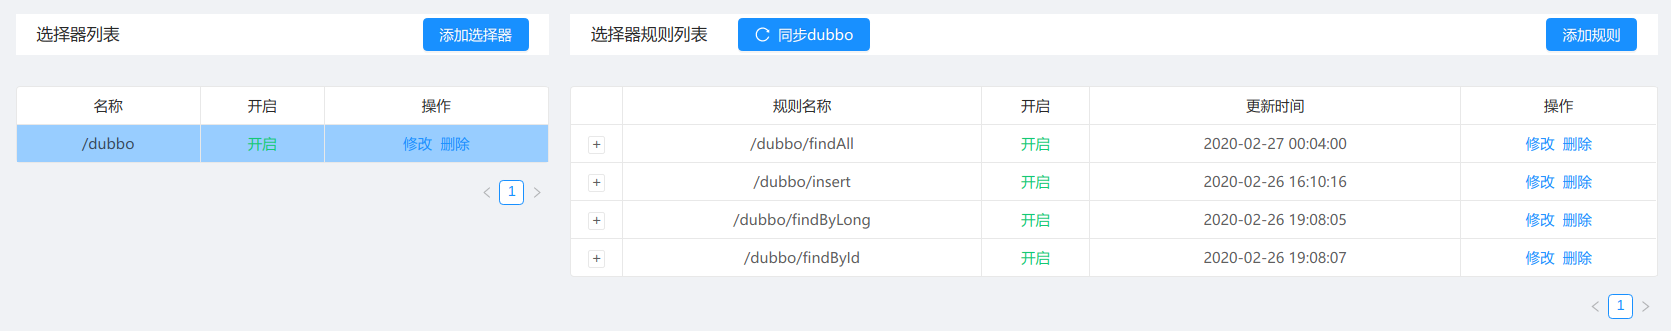 选择器列表 添加选择器
名称 开启 操作
/dubbo 开启 修改 删除
1
选择器规则列表 同步dubbo 添加规则
规则名称 开启 更新时间 操作
+ /dubbo/findAll 开启 2020-02-27 00:04:00 修改 删除
+ /dubbo/insert 开启 2020-02-26 16:10:16 修改 删除
+ /dubbo/findByLong 开启 2020-02-26 19:08:05 修改 删除
+ /dubbo/findById 开启 2020-02-26 19:08:07 修改 删除
1